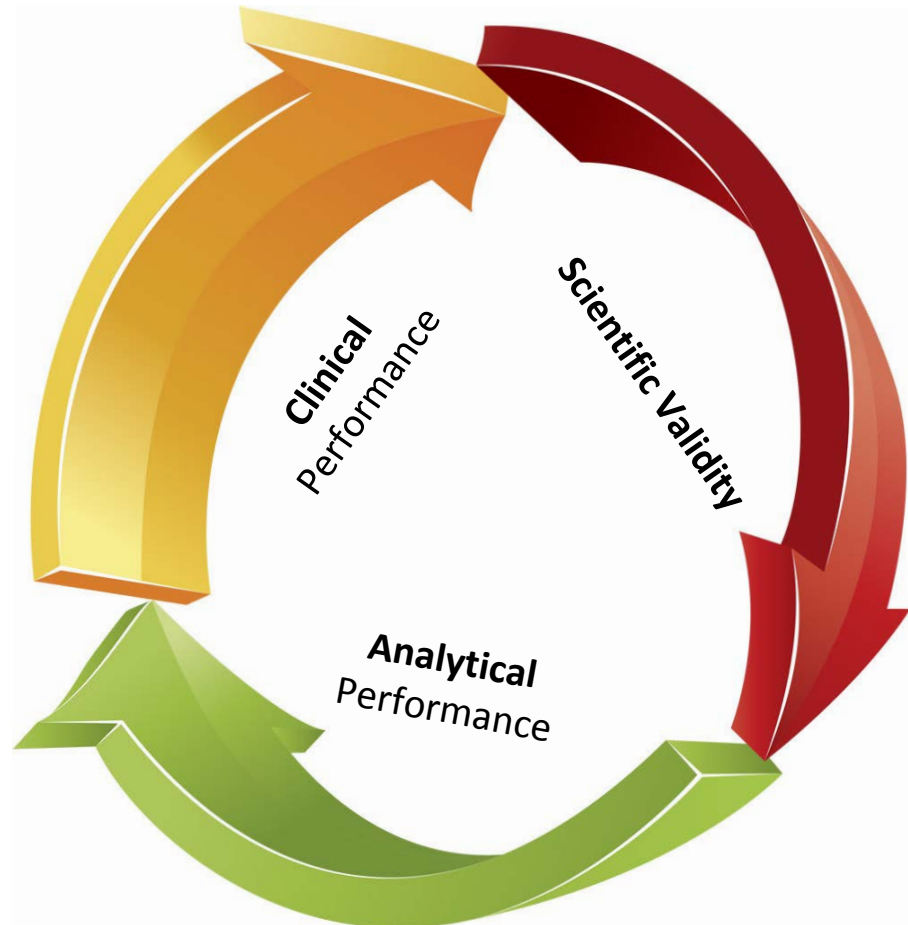 Clinical
Performance
Scientific Validity
Analytical
Performance